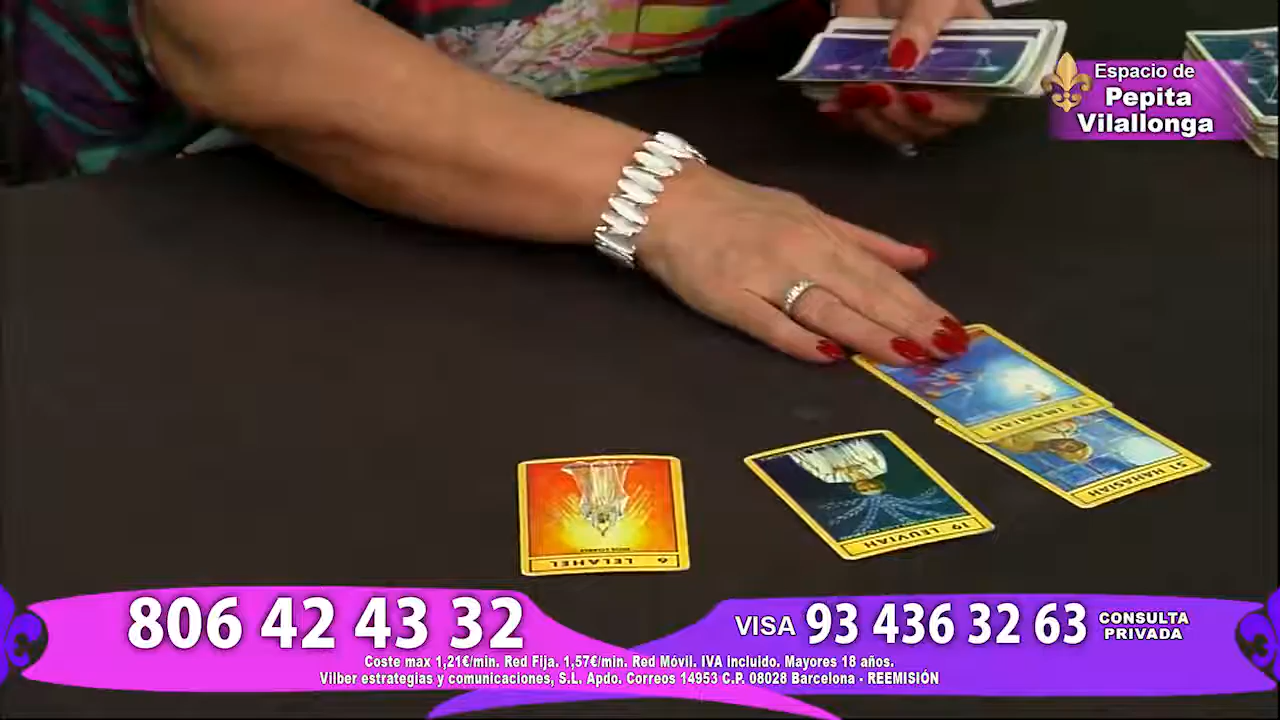 Espacio de
Pepita
Vilallonga
6 LELAHEL
19 LEUVIAH
51 HAHASIAH
806 42 43 32
VISA 93 436 32 63 CONSULTA PRIVADA
Coste max 1,21€/min. Red Fija. 1,57€/min. Red Móvil. IVA Incluido. Mayores 18 años.
Vilber estrategias y comunicaciones, S.L. Apdo. Correos 14953 C.P. 08028 Barcelona - REEMISIÓN